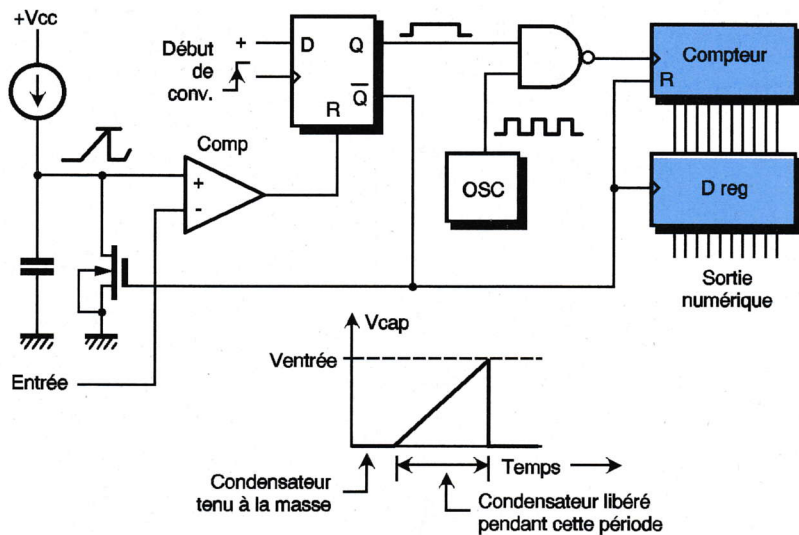 +Vcc
Début
de
conv.
+
D
Q
Q
R
Comp
+
-
OSC
Compteur
R
D reg
Sortie
numérique
Entrée
Vcap
Ventrée
Temps
Condensateur
tenu à la masse
Condensateur libéré
pendant cette période